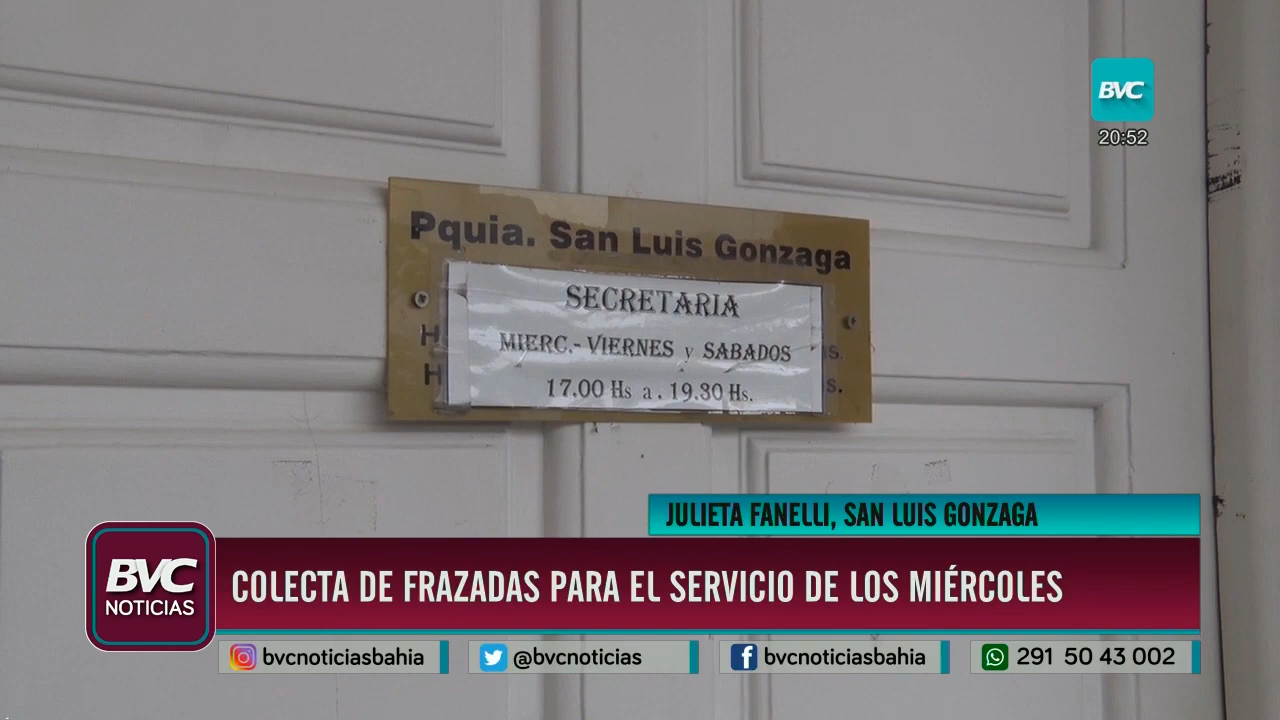 BVC
20:52
Pquia. San Luis Gonzaga
SECRETARIA
MIERC.- VIERNES y SABADOS
17.00 Hs a . 19.30 Hs.
H
s.
H
s.
JULIETA FANELLI, SAN LUIS GONZAGA
BVC
NOTICIAS
COLECTA DE FRAZADAS PARA EL SERVICIO DE LOS MIÉRCOLES
bvcnoticiasbahia
@bvcnoticias
bvcnoticiasbahia
291 50 43 002